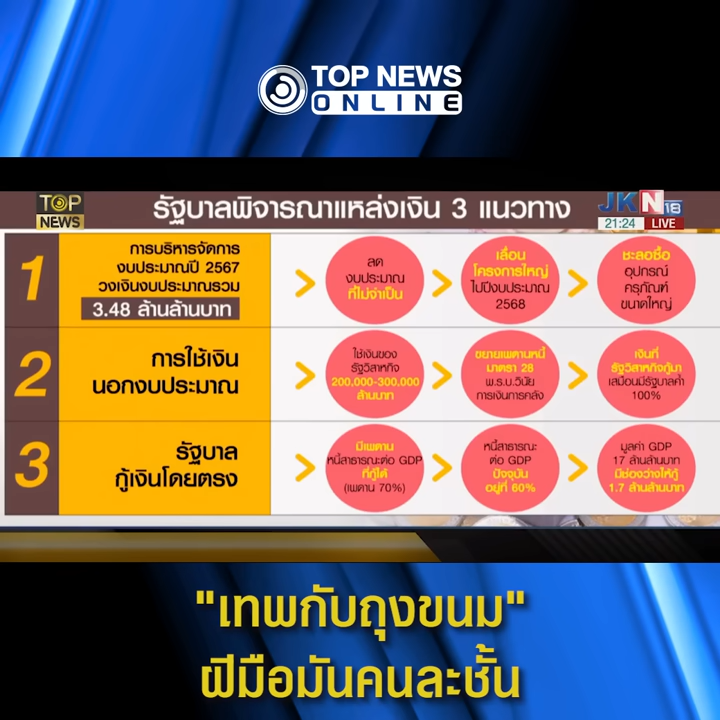 TOP NEWS
ONLINE
TOP
NEWS
รัฐบาลพิจารณาแหล่งเงิน 3 แนวทาง
JKN18
21:24 LIVE
1
การบริหารจัดการ
งบประมาณปี 2567
วงเงินงบประมาณรวม
3.48 ล้านล้านบาท
ลด
งบประมาณ
ที่ไม่จำเป็น
เลื่อน
โครงการใหญ่
ไปปีงบประมาณ
2568
ชะลอซื้อ
อุปกรณ์
ครุภัณฑ์
ขนาดใหญ่
2
การใช้เงิน
นอกงบประมาณ
ใช้เงินของ
รัฐวิสาหกิจ
200,000-300,000
ล้านบาท
ขยายเพดานหนี้
มาตรา 28
พ.ร.บ.วินัย
การเงินการคลัง
เงินที่
รัฐวิสาหกิจกู้มา
เสมือนมีรัฐบาลค้ำ
100%
3
รัฐบาล
กู้เงินโดยตรง
มีเพดาน
หนี้สาธารณะต่อ GDP
ที่กู้ได้
(เพดาน 70%)
หนี้สาธารณะ
ต่อ GDP
ปัจจุบัน
อยู่ที่ 60%
มูลค่า GDP
17 ล้านล้านบาท
มีช่องว่างให้กู้
1.7 ล้านล้านบาท
"เทพกับถุงขนม"
ฝีมือมันคนละชั้น